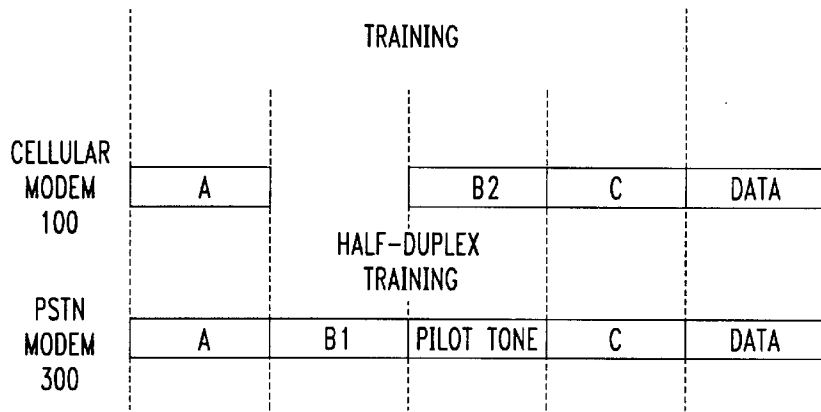 TRAINING
CELLULAR
MODEM
100
A
B2
C
DATA
HALF-DUPLEX
TRAINING
PSTN
MODEM
300
A
B1
PILOT TONE
C
DATA